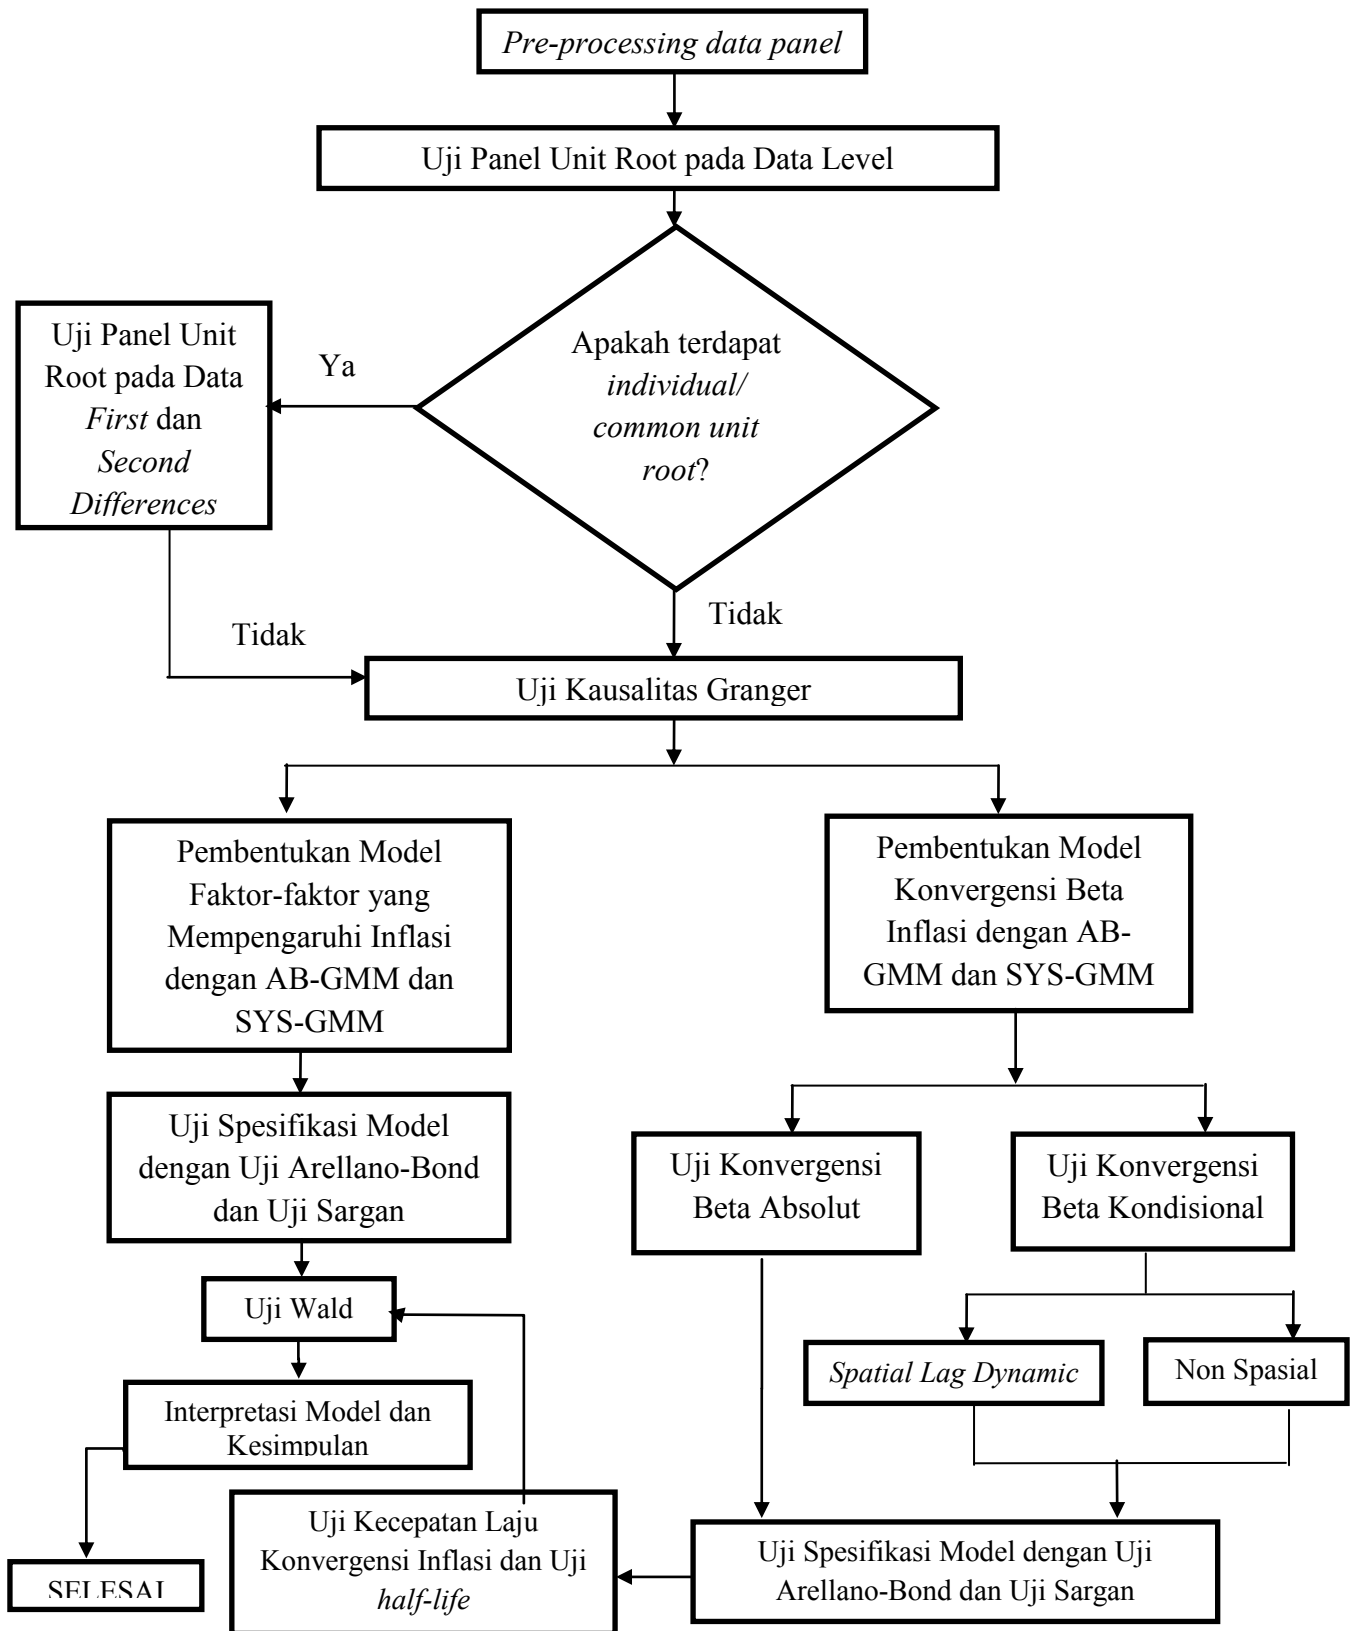 Pre-processing data panel
Uji Panel Unit Root pada Data Level
Apakah terdapat
individual/
common unit
root?
Ya
Uji Panel Unit
Root pada Data
First dan
Second
Differences
Tidak
Tidak
Uji Kausalitas Granger
Pembentukan Model
Faktor-faktor yang
Mempengaruhi Inflasi
dengan AB-GMM dan
SYS-GMM
Pembentukan Model
Konvergensi Beta
Inflasi dengan AB-
GMM dan SYS-GMM
Uji Spesifikasi Model
dengan Uji Arellano-Bond
dan Uji Sargan
Uji Konvergensi
Beta Absolut
Uji Konvergensi
Beta Kondisional
Uji Wald
Spatial Lag Dynamic
Non Spasial
Interpretasi Model dan
Kesimpulan
Uji Kecepatan Laju
Konvergensi Inflasi dan Uji
half-life
Uji Spesifikasi Model dengan Uji
Arellano-Bond dan Uji Sargan
SELESAI